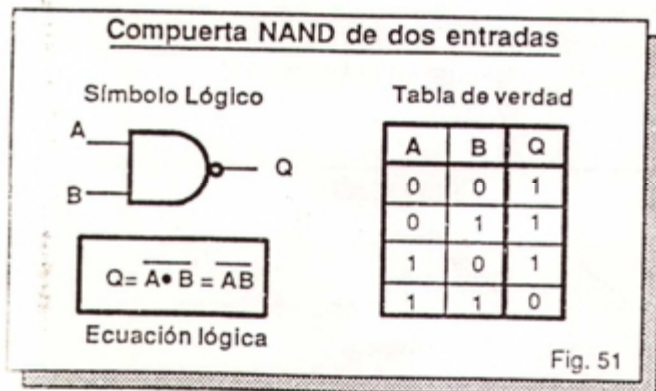 Compuerta NAND de dos entradas
Símbolo Lógico
A
B
Q
Q= A•B = AB
Ecuación lógica
Tabla de verdad
A B Q
0 0 1
0 1 1
1 0 1
1 1 0
Fig. 51